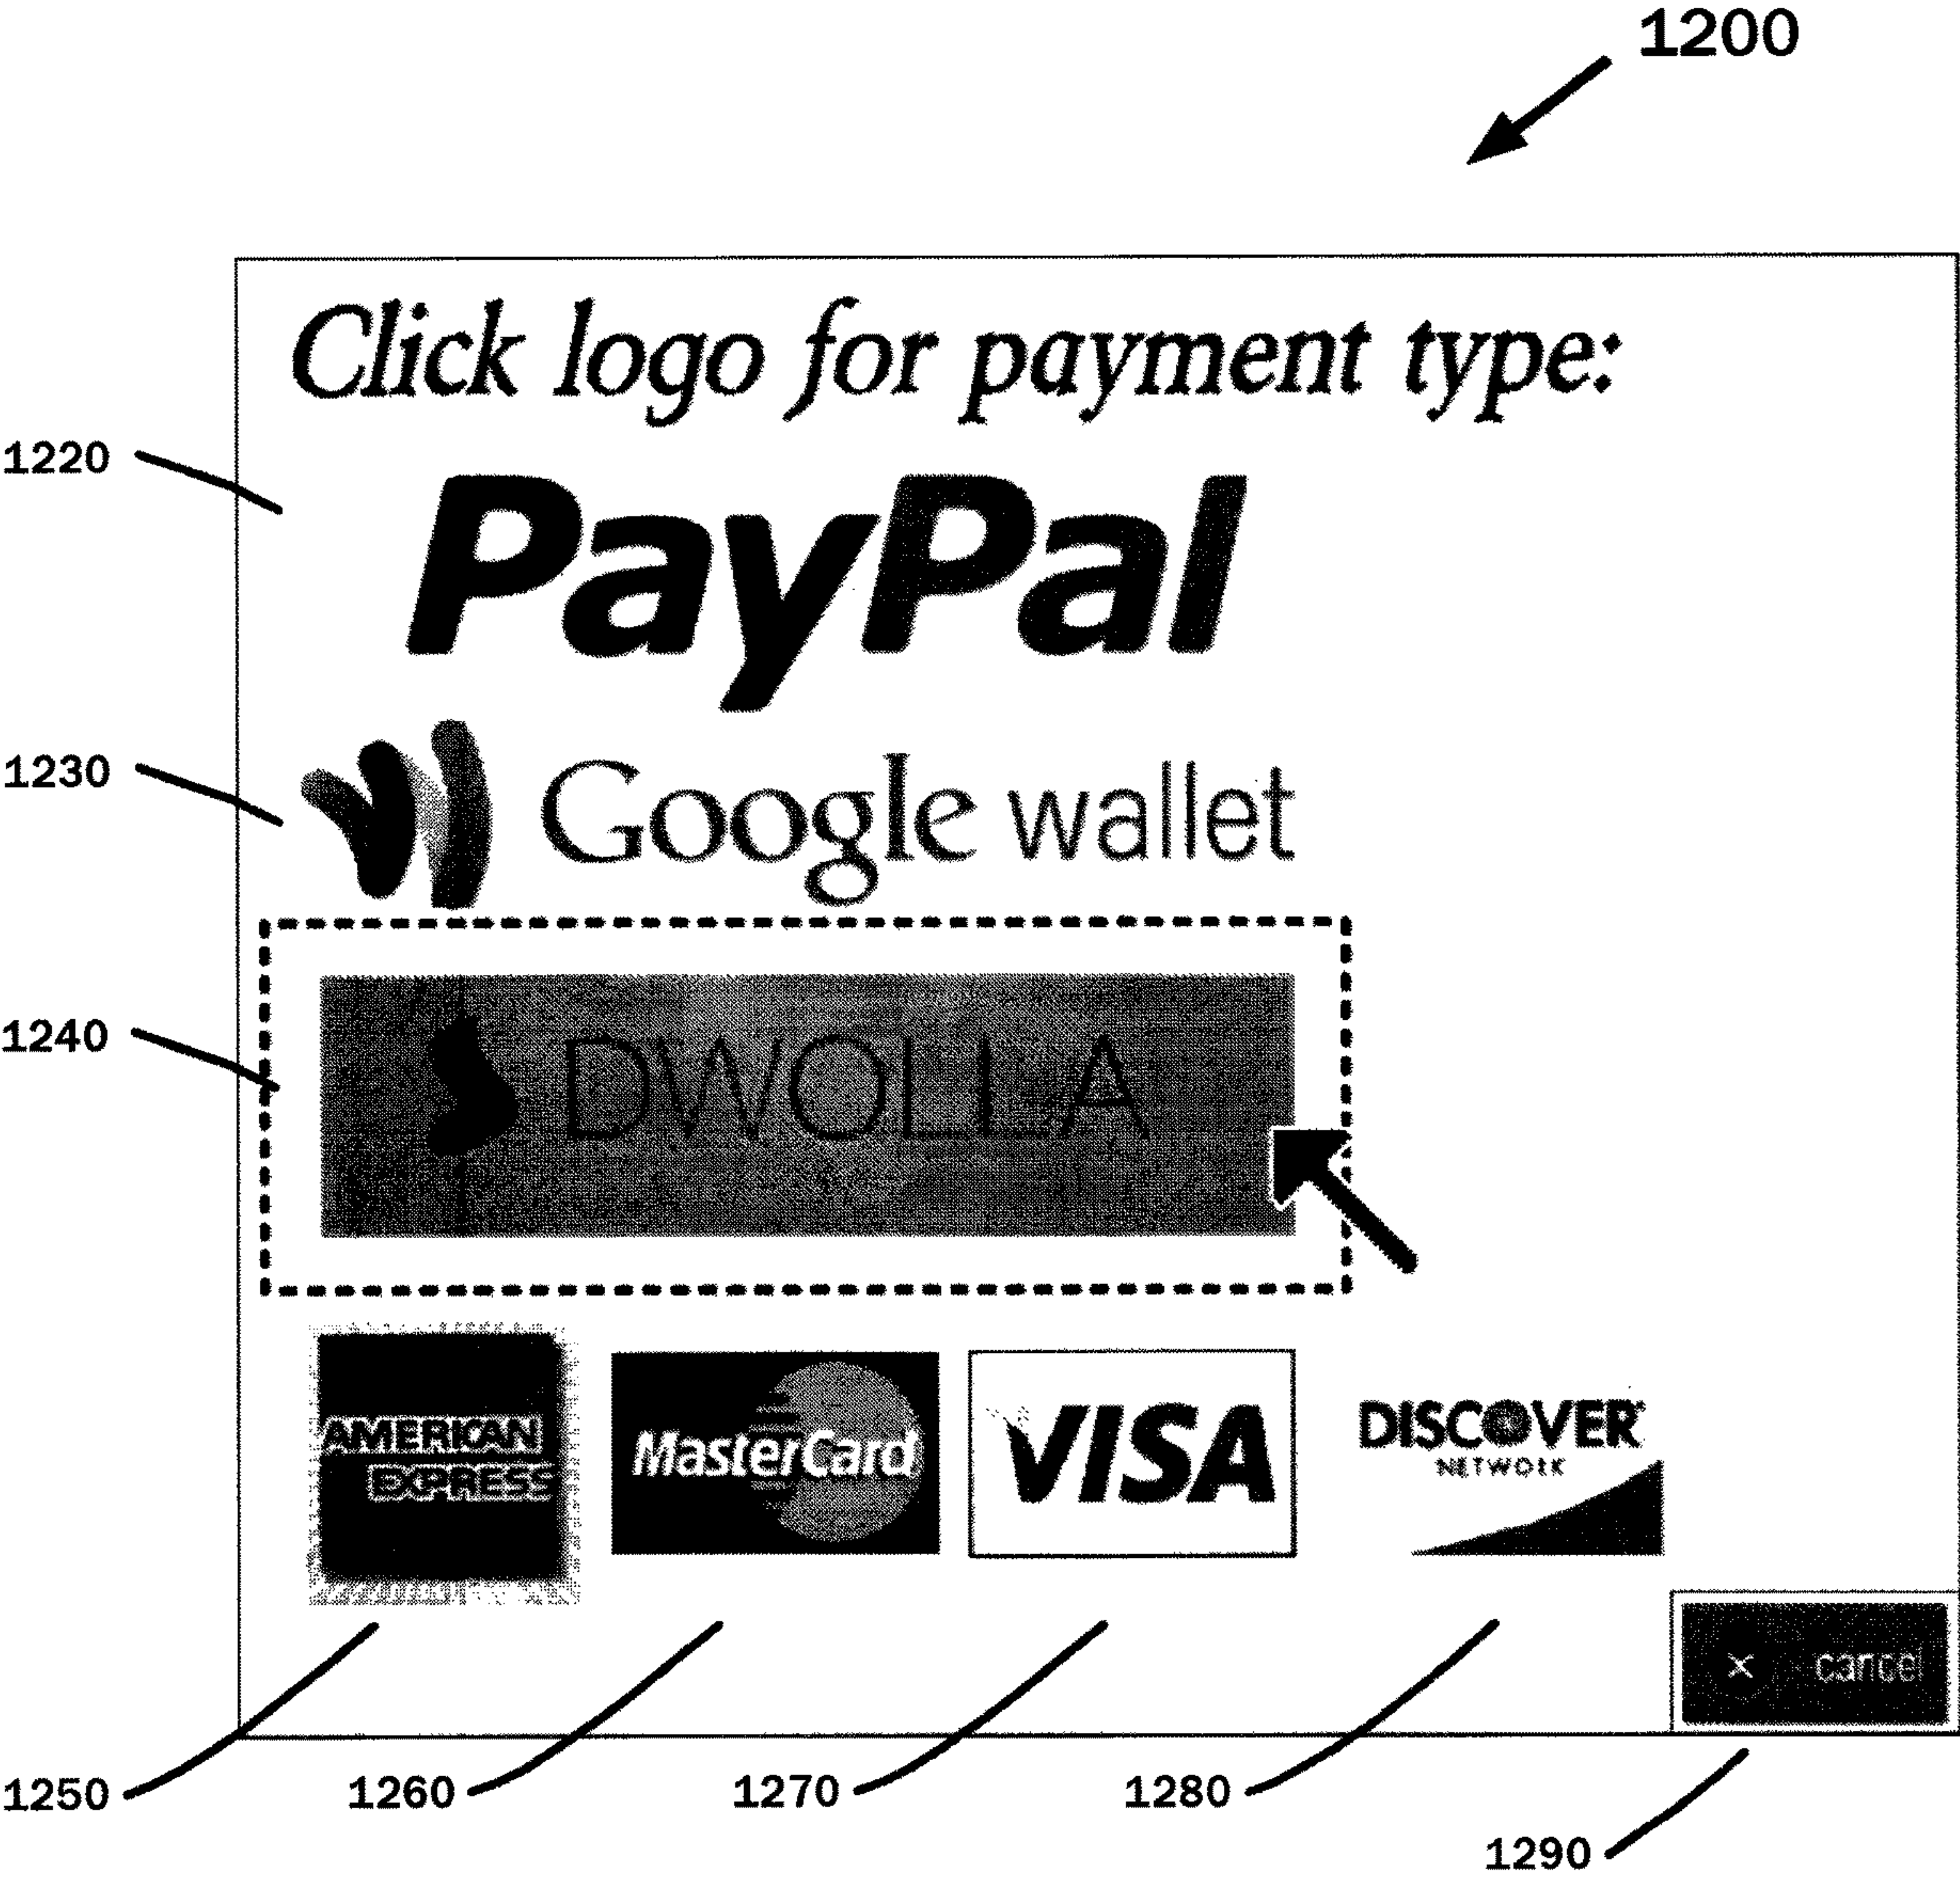 1200
Click logo for payment type:
1220
PayPal
1230
Google wallet
1240
DWOLLA
AMERICAN
EXPRESS
MasterCard
VISA
DISCOVER
NETWORK
x cancel
1250
1260
1270
1280
1290